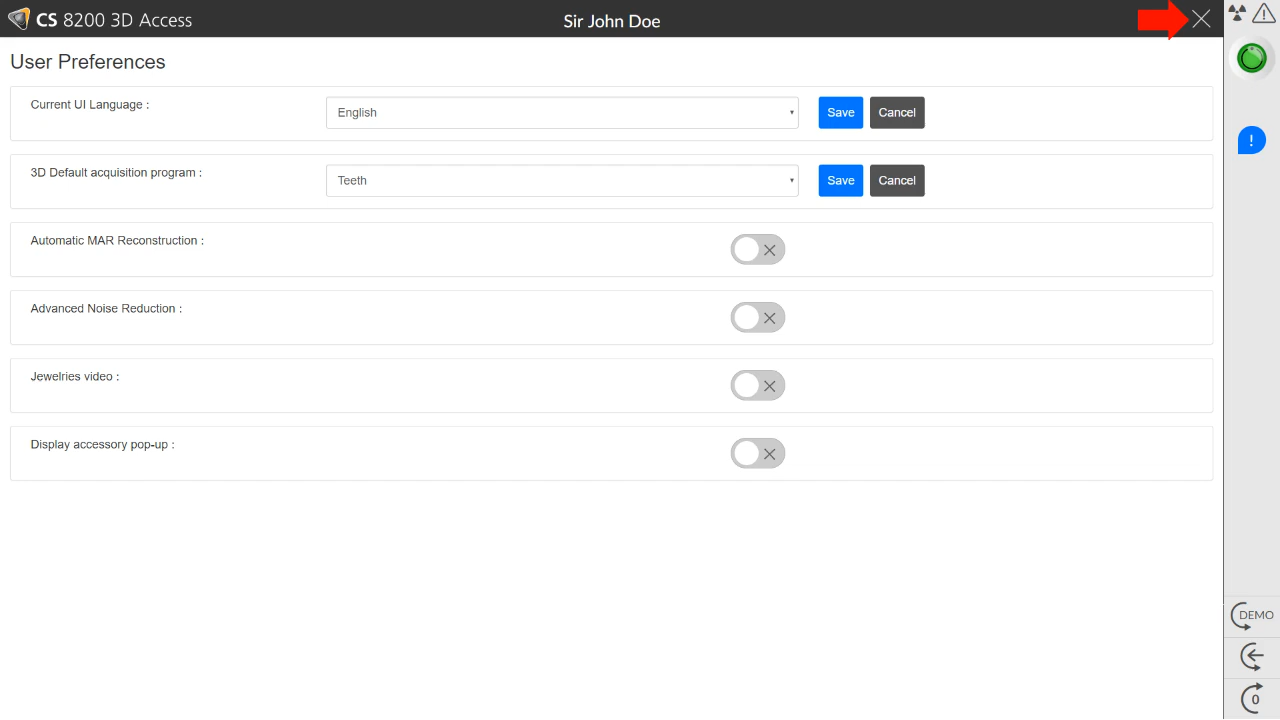 CS 8200 3D Access
Sir John Doe
User Preferences
Current UI Language :
English
Save
Cancel
3D Default acquisition program :
Teeth
Save
Cancel
Automatic MAR Reconstruction :
Advanced Noise Reduction :
Jewelries video :
Display accessory pop-up :
!
!
DEMO
0